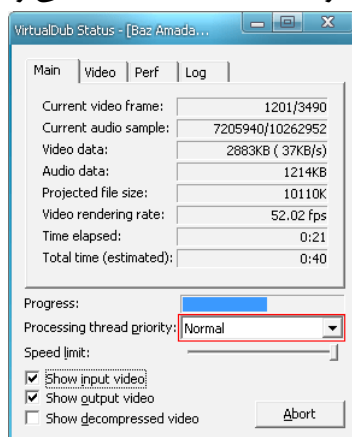 VirtualDub Status - [Baz Amada...
Main Video Perf Log
Current video frame: 1201/3490
Current audio sample: 7205940/10262952
Video data: 2883KB ( 37KB/s)
Audio data: 1214KB
Projected file size: 10110K
Video rendering rate: 52.02 fps
Time elapsed: 0:21
Total time (estimated): 0:40
Progress:
Processing thread priority: Normal
Speed limit:
Show input video
Show output video
Show decompressed video Abort